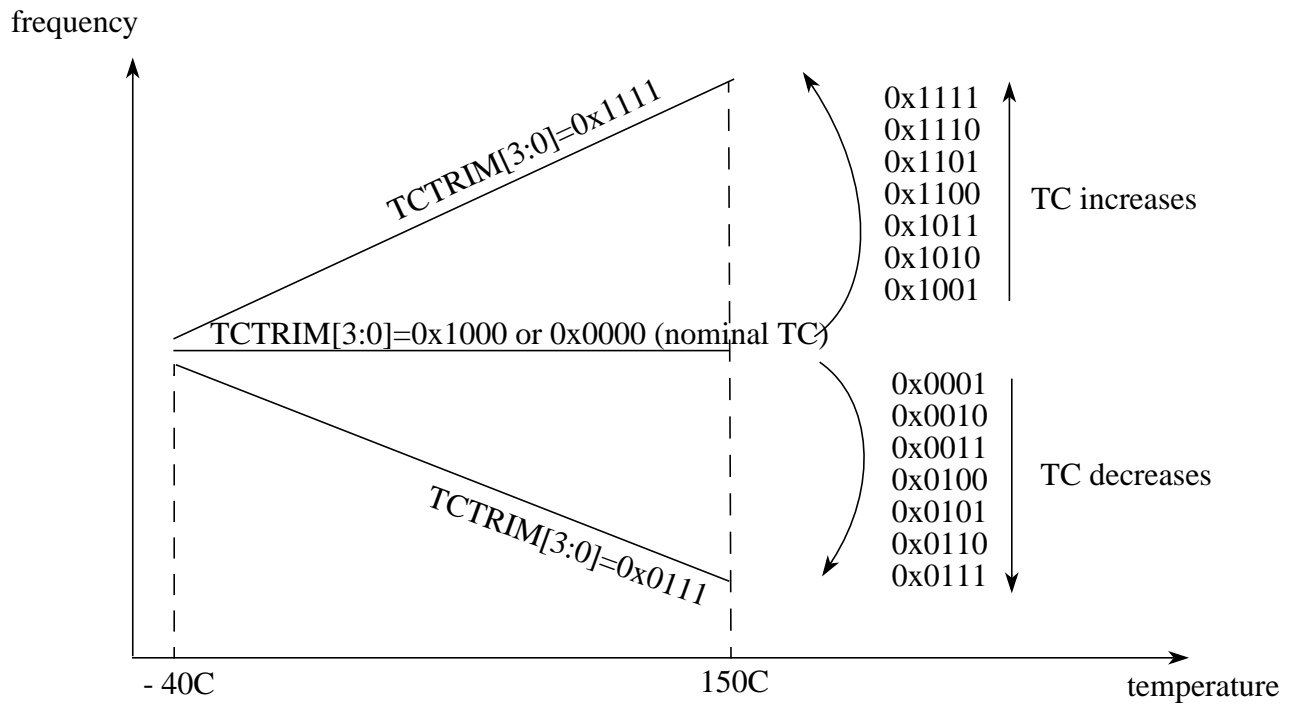 frequency
TCTRIM[3:0]=0x1111
0x1111
0x1110
0x1101
0x1100
0x1011
0x1010
0x1001
TC increases
TCTRIM[3:0]=0x1000 or 0x0000 (nominal TC)
0x0001
0x0010
0x0011
0x0100
0x0101
0x0110
0x0111
TC decreases
TCTRIM[3:0]=0x0111
- 40C
150C
temperature